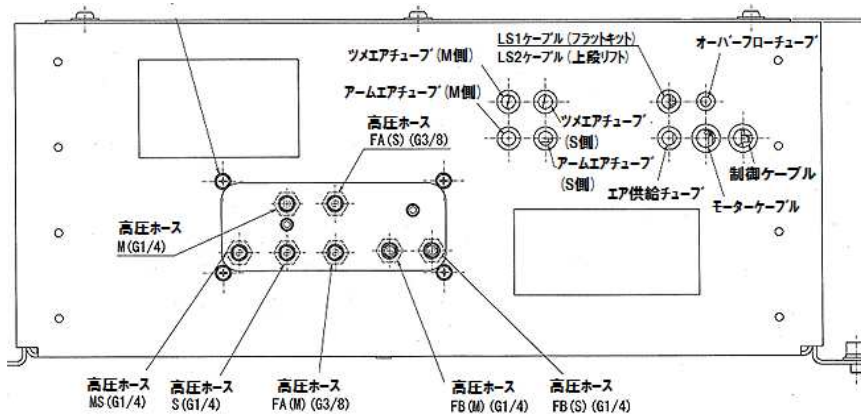 LS1ケーブル(フラットキット)
LS2ケーブル(上段リフト)
オーバーフローチューブ
ツメエアチューブ(M側)
アームエアチューブ(M側)
高圧ホース
FA(S)(G3/8)
ツメエアチューブ
(S側)
アームエアチューブ
(S側)
エア供給チューブ
制御ケーブル
モーターケーブル
高圧ホース
M(G1/4)
高圧ホース
MS(G1/4)
高圧ホース
S(G1/4)
高圧ホース
FA(M)(G3/8)
高圧ホース
FB(M)(G1/4)
高圧ホース
FB(S)(G1/4)